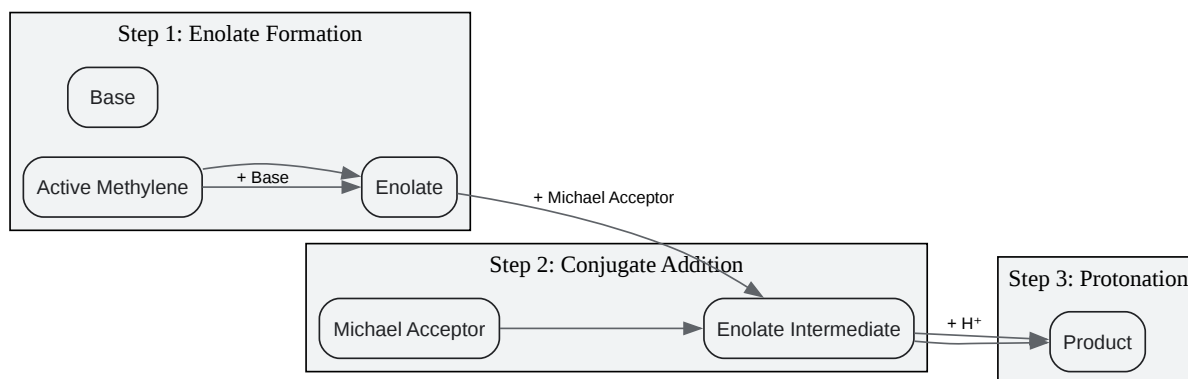 Step 1: Enolate Formation
Base
Active Methylene
+ Base
Enolate
+ Michael Acceptor
Step 2: Conjugate Addition
Michael Acceptor
Enolate Intermediate
+ H⁺
Step 3: Protonation
Product